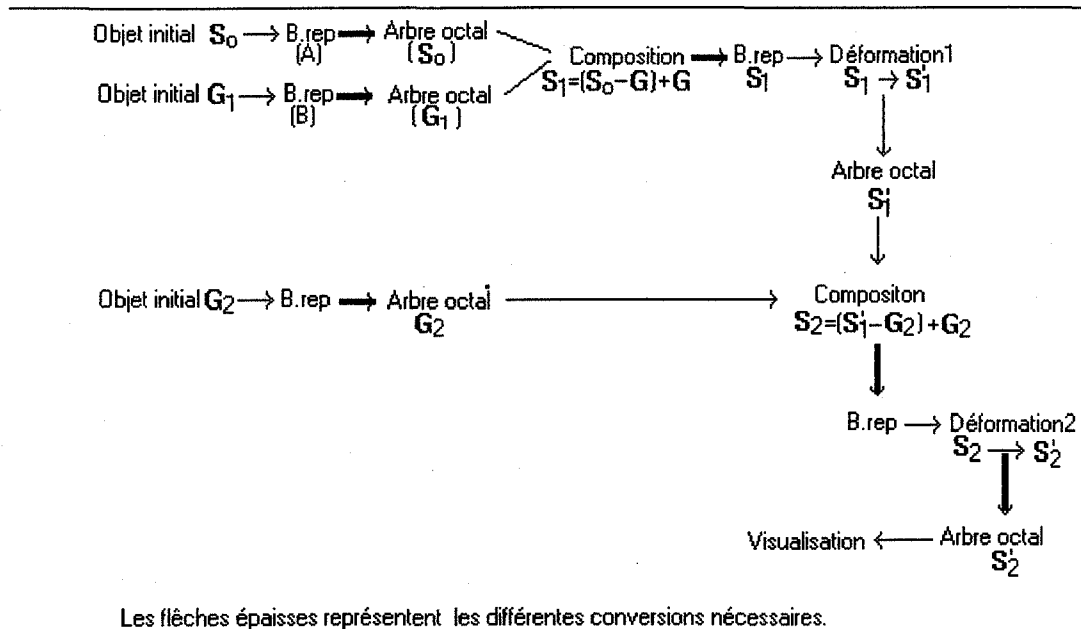 Objet initial S0 → B.rep → Arbre octal
(A) (S0)
Composition → B.rep → Déformation1
S1=(S0-G)+G S1 S1 → S'1
Objet initial G1 → B.rep → Arbre octal
(B) (G1)
Arbre octal
S'1
Objet initial G2 → B.rep → Arbre octal
G2
Compositon
S2=(S'1-G2)+G2
B.rep → Déformation2
S2 → S'2
Visualisation ← Arbre octal
S'2
Les flêches épaisses représentent les différentes conversions nécessaires.